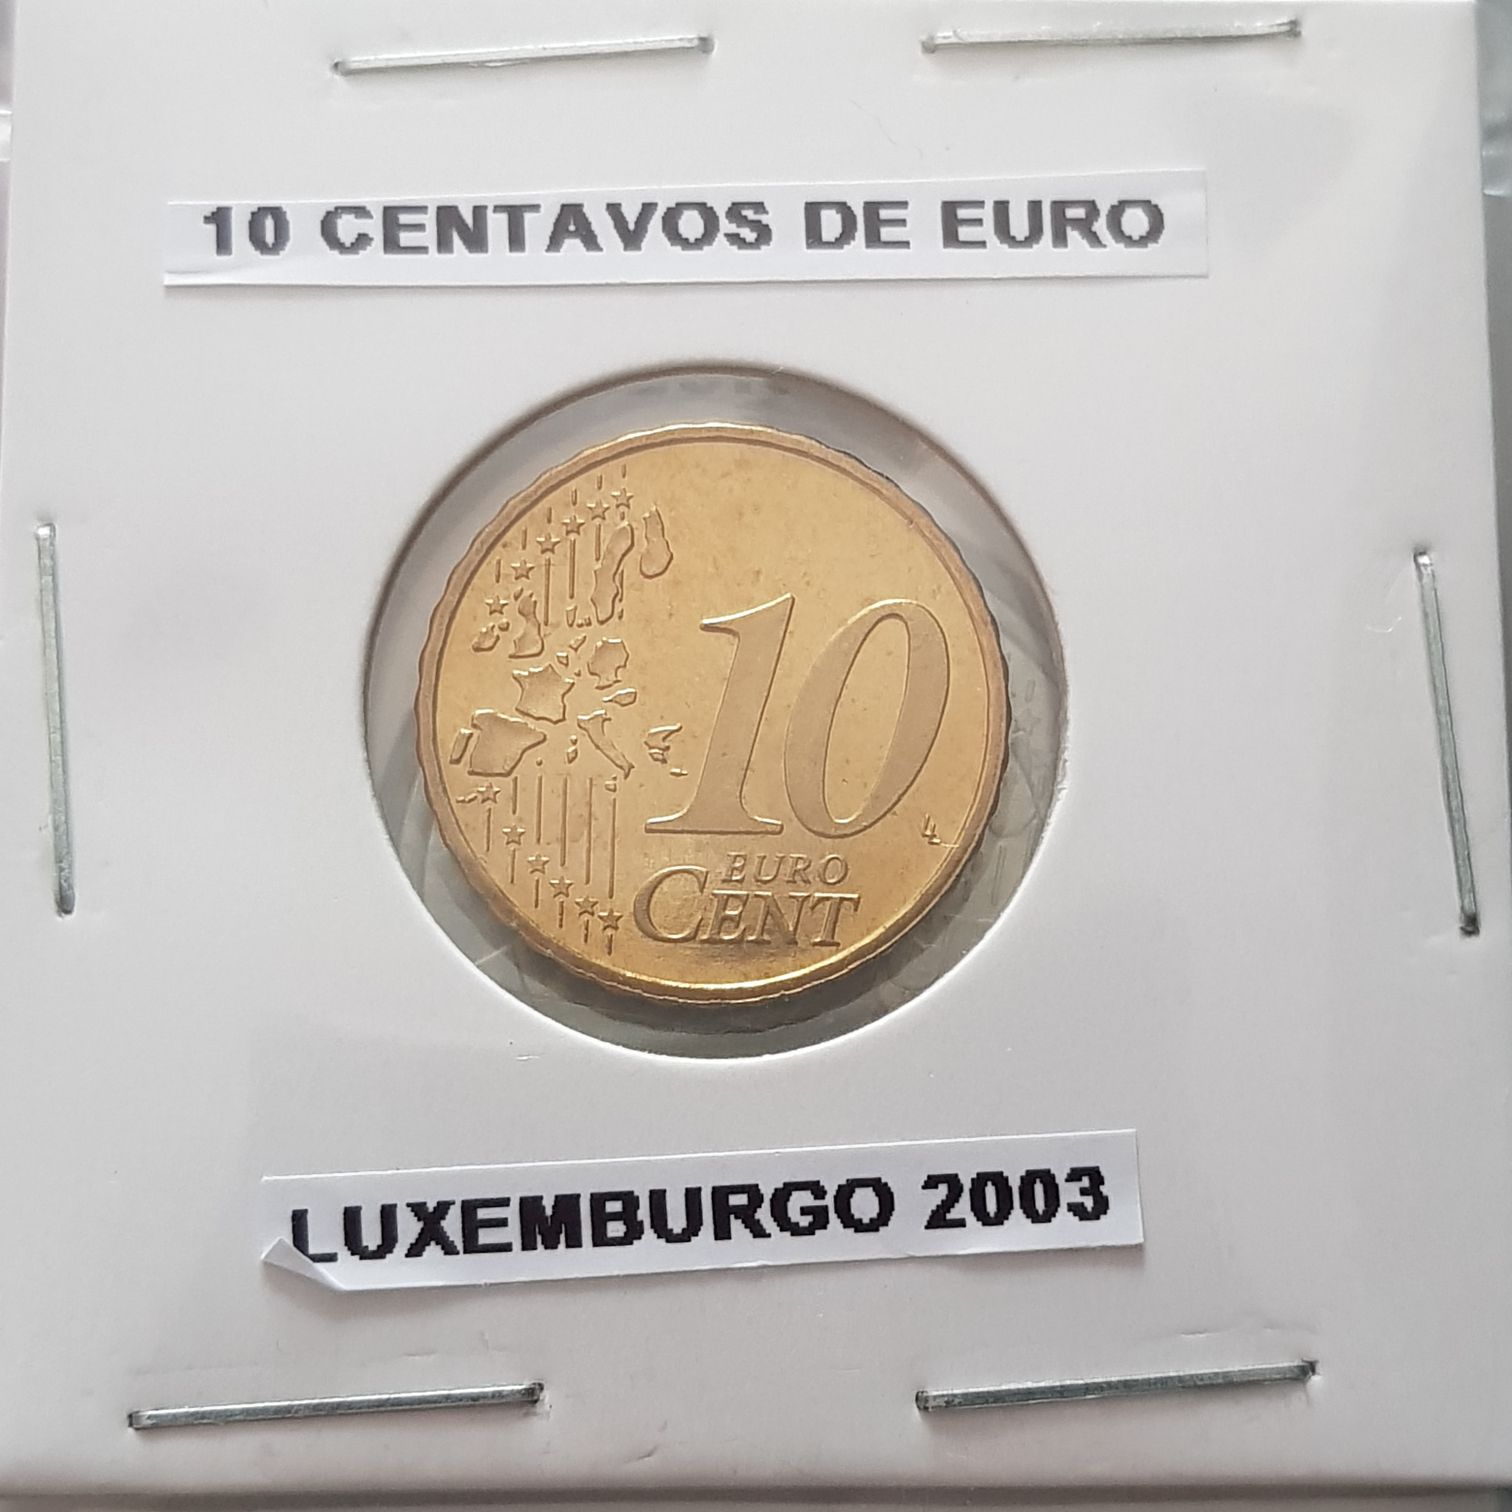 10 CENTAVOS DE EURO
10
EURO
CENT
LUXEMBURGO 2003